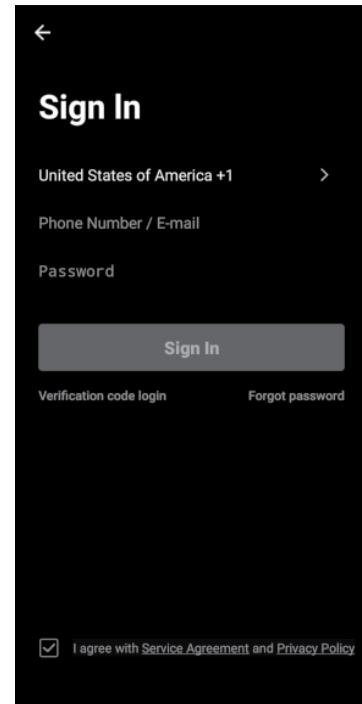 Sign In
United States of America +1
Phone Number / E-mail
Password
Sign In
Verification code login Forgot password
I agree with Service Agreement and Privacy Policy